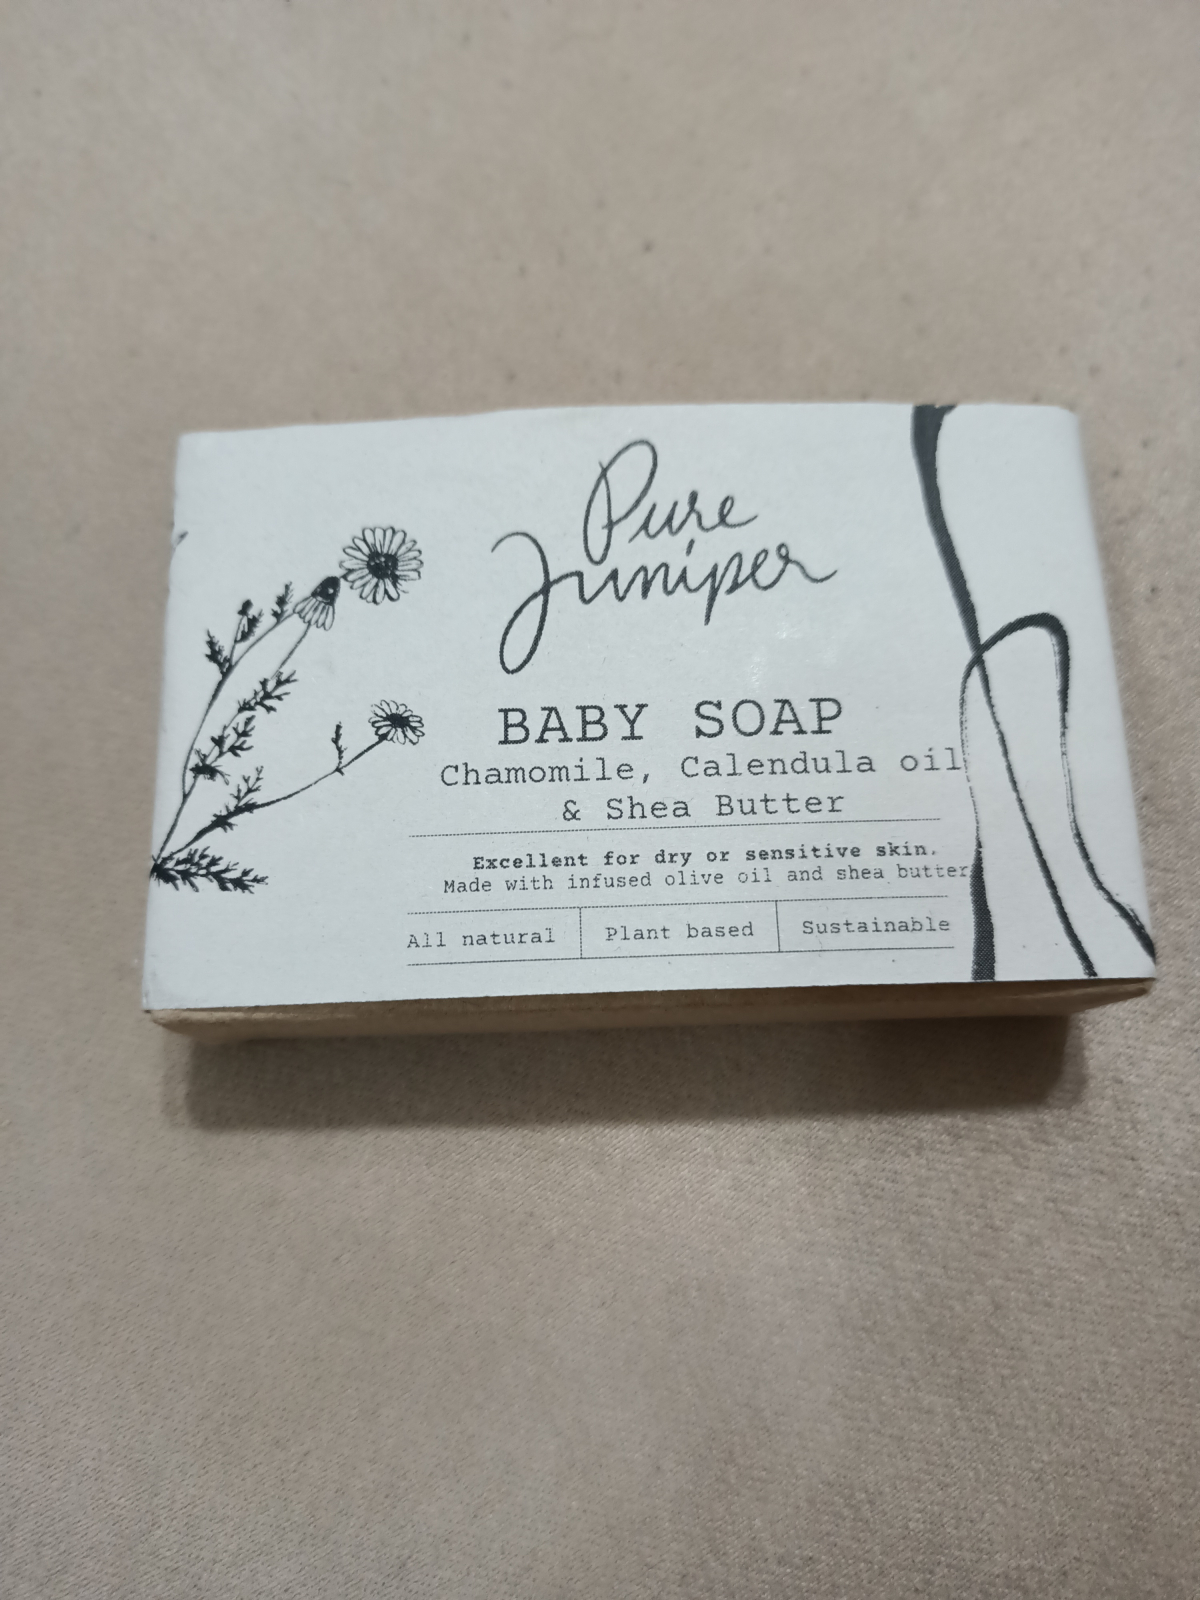 Pure
Juniper
BABY SOAP
Chamomile, Calendula oil
& Shea Butter
Excellent for dry or sensitive skin.
Made with infused olive oil and shea butter
All natural
Plant based
Sustainable